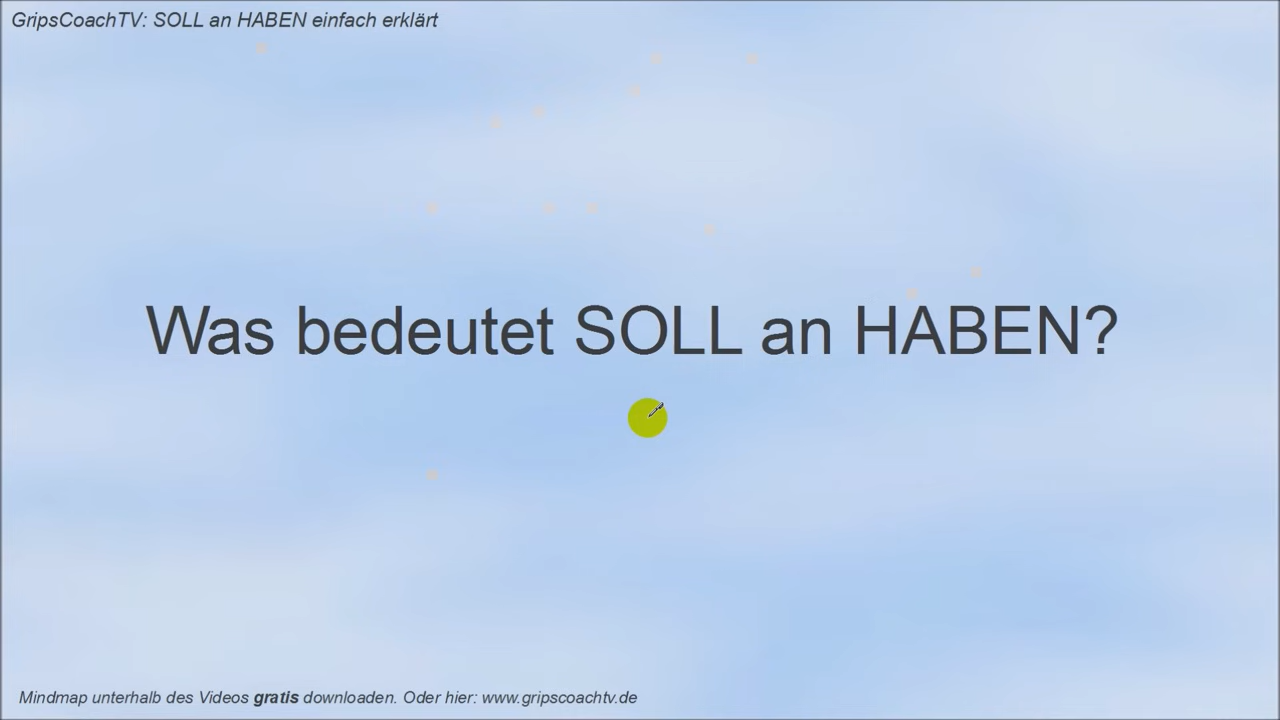 GripsCoachTV: SOLL an HABEN einfach erklärt
Was bedeutet SOLL an HABEN?
Mindmap unterhalb des Videos gratis downloaden. Oder hier: www.gripscoachtv.de